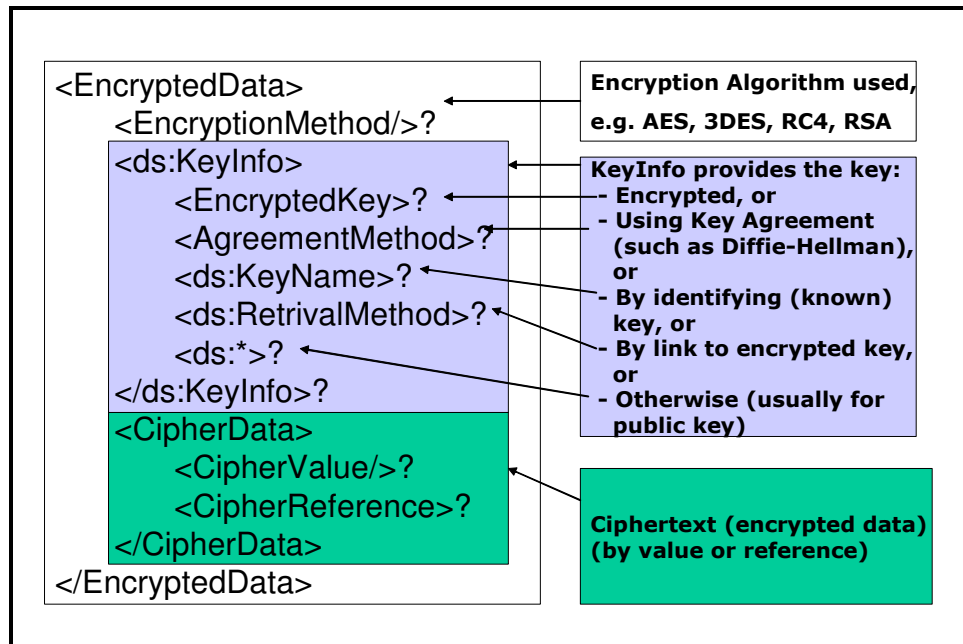 <EncryptedData>
<EncryptionMethod/>?
<ds:KeyInfo>
<EncryptedKey>?
<AgreementMethod>?
<ds:KeyName>?
<ds:RetrivalMethod>?
<ds:*>?
</ds:KeyInfo>?
<CipherData>
<CipherValue/>?
<CipherReference>?
</CipherData>
</EncryptedData>
Encryption Algorithm used,
e.g. AES, 3DES, RC4, RSA
KeyInfo provides the key:
- Encrypted, or
- Using Key Agreement
(such as Diffie-Hellman),
or
- By identifying (known)
key, or
- By link to encrypted key,
or
- Otherwise (usually for
public key)
Ciphertext (encrypted data)
(by value or reference)